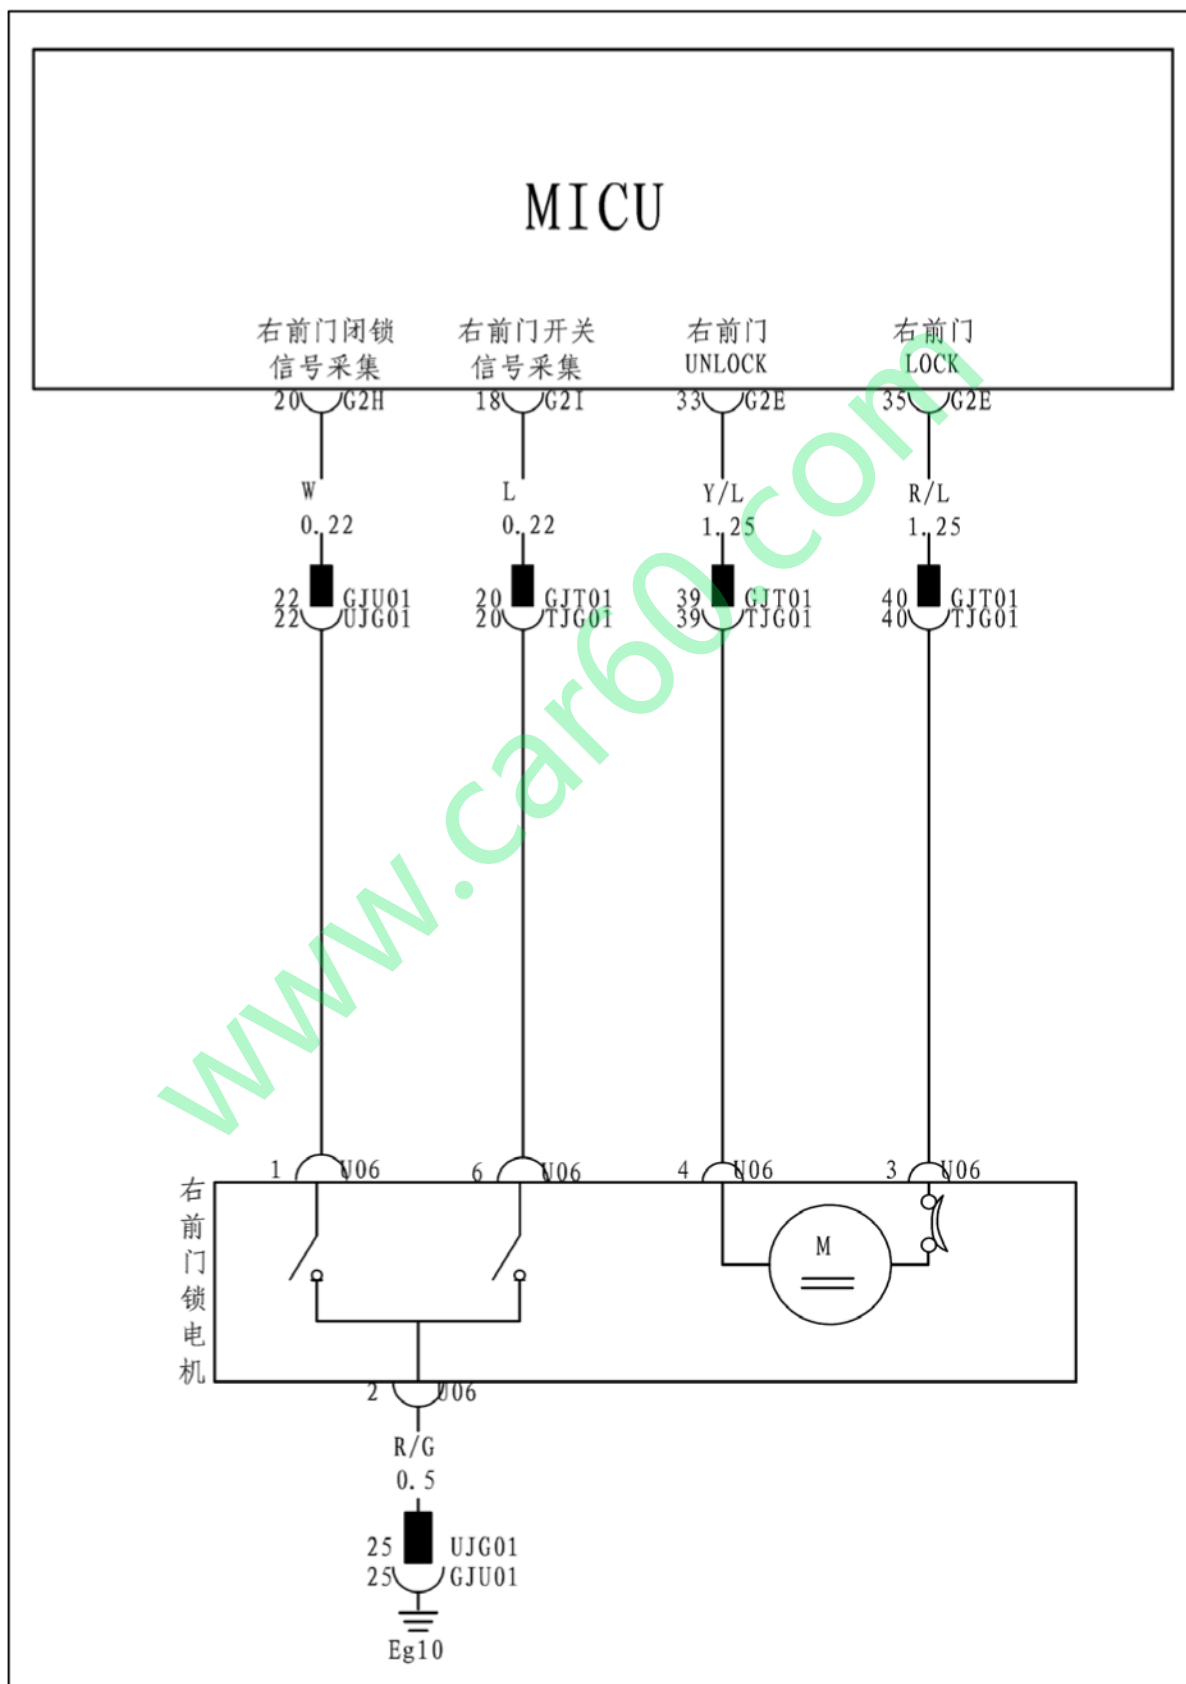 MICU
右前门闭锁 右前门开关 右前门 右前门
信号采集 信号采集 UNLOCK LOCK
20 G2H 18 G2I 33 G2E 35 G2E
W L Y/L R/L
0.22 0.22 1.25 1.25
22 GJU01 20 GJT01 39 GJT01 40 GJT01
22 UJG01 20 TJG01 39 TJG01 40 TJG01
www.car60.com
1 U06 6 U06 4 U06 3 U06
右前门锁电机
M
2 U06
R/G
0.5
25 UJG01
25 GJU01
Eg10